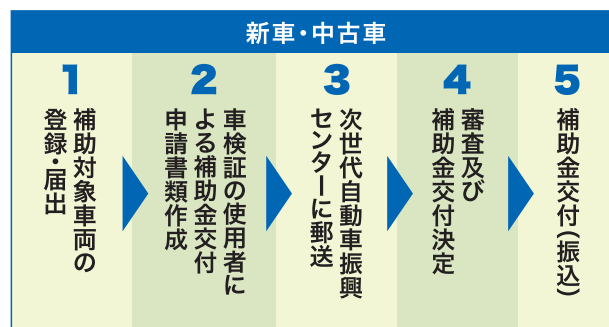 新車・中古車
1
補助対象車両の
登録・届出
2
車検証の使用者に
よる補助金交付
申請書類作成
3
次世代自動車振興
センターに郵送
4
審査及び
補助金交付決定
5
補助金交付(振込)